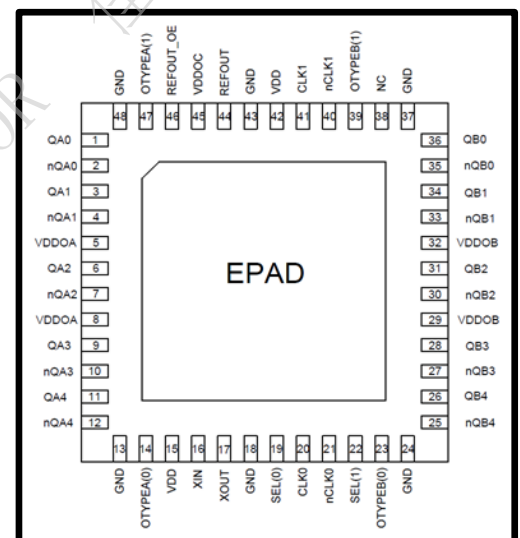 GND OTYPEA(1) REFOUT_OE VDDOC REFOUT GND VDD CLK1 nCLK1 OTYPEB(1) NC GND
48 47 46 45 44 43 42 41 40 39 38 37
QA0 1 36 QB0
nQA0 2 35 nQB0
QA1 3 34 QB1
nQA1 4 33 nQB1
VDDOA 5 32 VDDOB
QA2 6 31 QB2
nQA2 7 30 nQB2
VDDOA 8 29 VDDOB
QA3 9 28 QB3
nQA3 10 27 nQB3
QA4 11 26 QB4
nQA4 12 25 nQB4
EPAD
13 14 15 16 17 18 19 20 21 22 23 24
GND OTYPEA(0) VDD XIN XOUT GND SEL(0) CLK0 nCLK0 SEL(1) OTYPEB(0) GND
OR